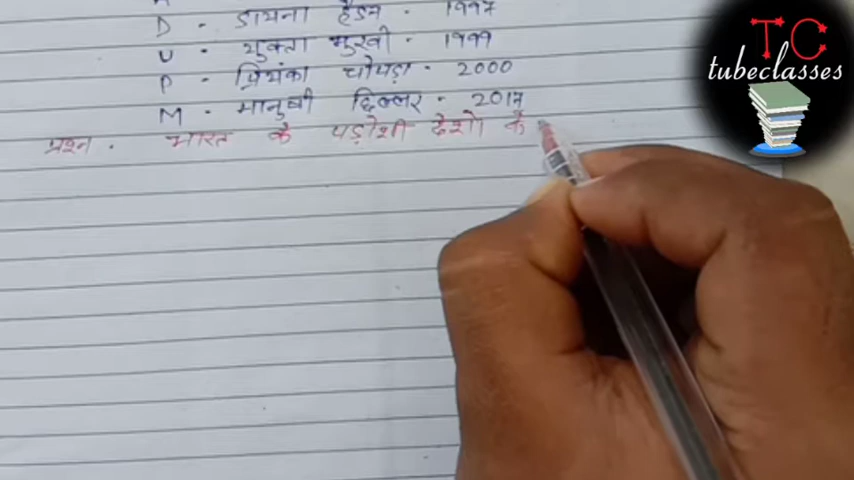 D - डायना हैडन - 1997
U - युक्ता मुखी - 1999
P - प्रियंका चोपड़ा - 2000
M - मानुषी छिल्लर - 2017
प्रश्न - भारत के पड़ोशी देशो के
TC
tubeclasses